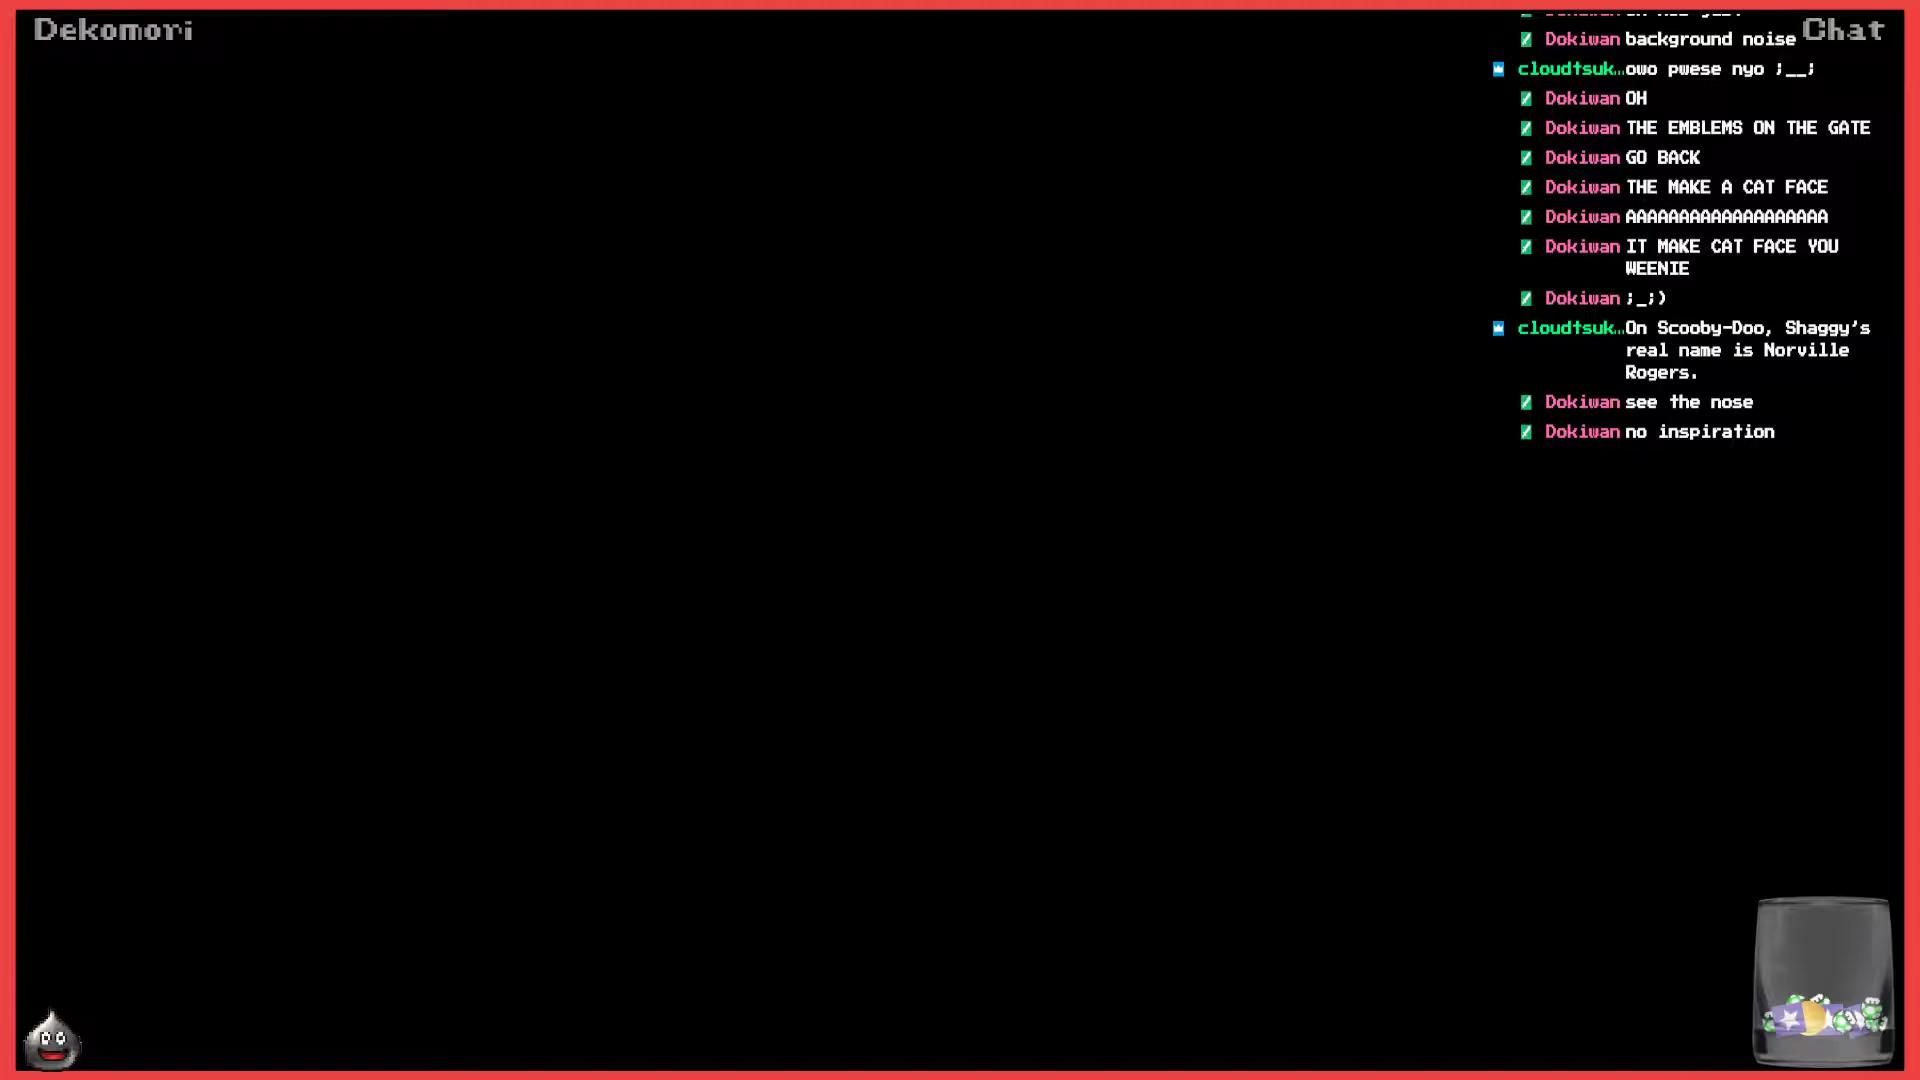 Dekomori
Chat
Dokiwan background noise
cloudtsuk… owo pwese nyo ;__;
Dokiwan OH
Dokiwan THE EMBLEMS ON THE GATE
Dokiwan GO BACK
Dokiwan THE MAKE A CAT FACE
Dokiwan AAAAAAAAAAAAAAAAAAA
Dokiwan IT MAKE CAT FACE YOU
WEENIE
Dokiwan ;_;)
cloudtsuk… On Scooby-Doo, Shaggy's
real name is Norville
Rogers.
Dokiwan see the nose
Dokiwan no inspiration